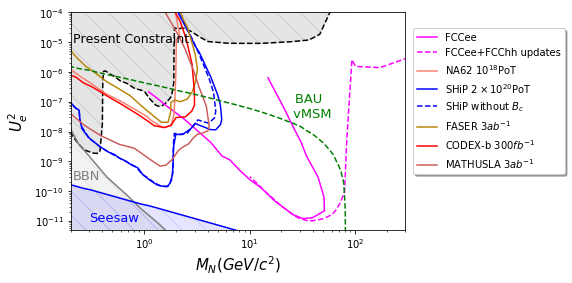 10⁻⁴
10⁻⁵
10⁻⁶
10⁻⁷
10⁻⁸
10⁻⁹
10⁻¹⁰
10⁻¹¹
U_e²
Present Constraint
BAU
νMSM
BBN
Seesaw
10⁰ 10¹ 10²
M_N(GeV/c²)
FCCee
FCCee+FCChh updates
NA62 10¹⁸PoT
SHiP 2 × 10²⁰PoT
SHiP without B_c
FASER 3ab⁻¹
CODEX-b 300fb⁻¹
MATHUSLA 3ab⁻¹